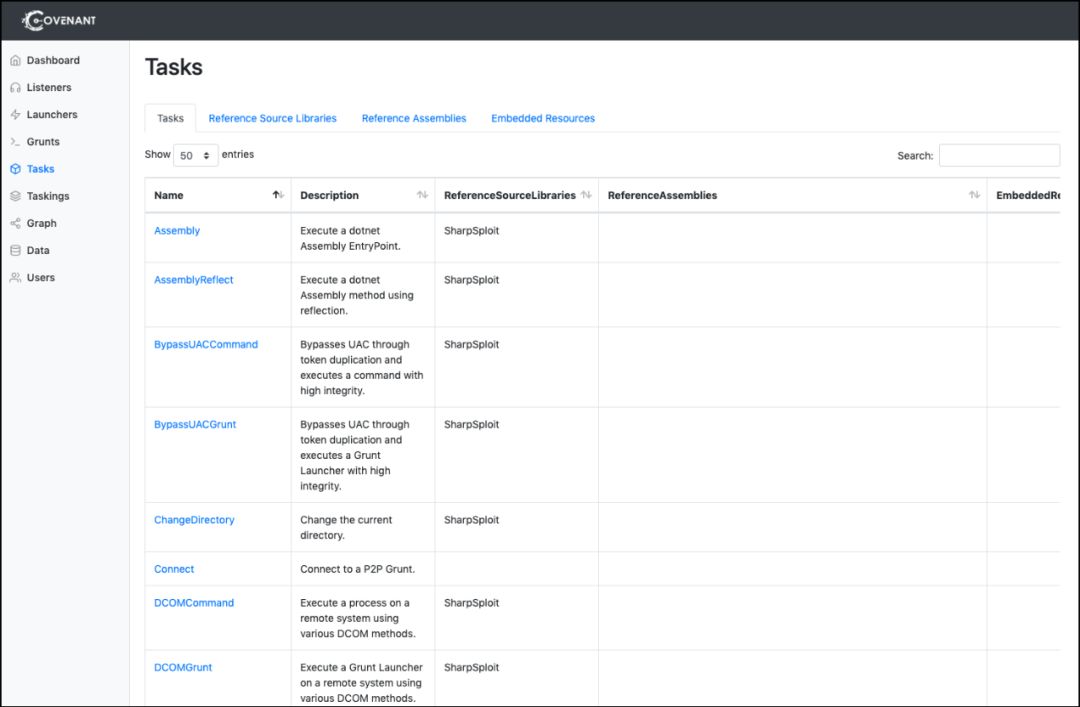 COVENANT
Dashboard
Listeners
Launchers
Grunts
Tasks
Taskings
Graph
Data
Users
Tasks
Tasks Reference Source Libraries Reference Assemblies Embedded Resources
Show 50 entries Search:
Name Description ReferenceSourceLibraries ReferenceAssemblies EmbeddedRe
Assembly Execute a dotnet SharpSploit
Assembly EntryPoint.
AssemblyReflect Execute a dotnet SharpSploit
Assembly method using
reflection.
BypassUACCommand Bypasses UAC through SharpSploit
token duplication and
executes a command with
high integrity.
BypassUACGrunt Bypasses UAC through SharpSploit
token duplication and
executes a Grunt
Launcher with high
integrity.
ChangeDirectory Change the current SharpSploit
directory.
Connect Connect to a P2P Grunt.
DCOMCommand Execute a process on a SharpSploit
remote system using
various DCOM methods.
DCOMGrunt Execute a Grunt Launcher SharpSploit
on a remote system using
various DCOM methods.